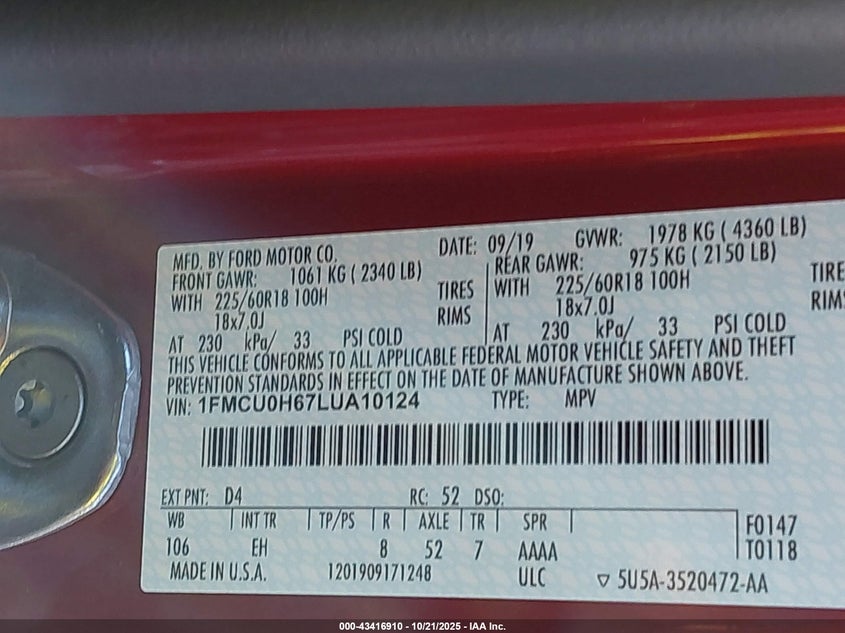 MFD. BY FORD MOTOR CO. DATE: 09/19 GVWR: 1978 KG ( 4360 LB)
FRONT GAWR: 1061 KG ( 2340 LB) REAR GAWR: 975 KG ( 2150 LB)
WITH 225/60R18 100H TIRES WITH 225/60R18 100H TIRE
18x7.0J RIMS 18x7.0J RIM
AT 230 kPa/ 33 PSI COLD AT 230 kPa/ 33 PSI COLD
THIS VEHICLE CONFORMS TO ALL APPLICABLE FEDERAL MOTOR VEHICLE SAFETY AND THEFT
PREVENTION STANDARDS IN EFFECT ON THE DATE OF MANUFACTURE SHOWN ABOVE.
VIN: 1FMCU0H67LUA10124 TYPE: MPV
EXT PNT: D4 RC: 52 DSO:
WB INT TR TP/PS R AXLE TR SPR F0147
106 EH 8 52 7 AAAA T0118
MADE IN U.S.A. 1201909171248 ULC ▽ 5U5A-3520472-AA
000-43416910 - 10/21/2025 - IAA Inc.